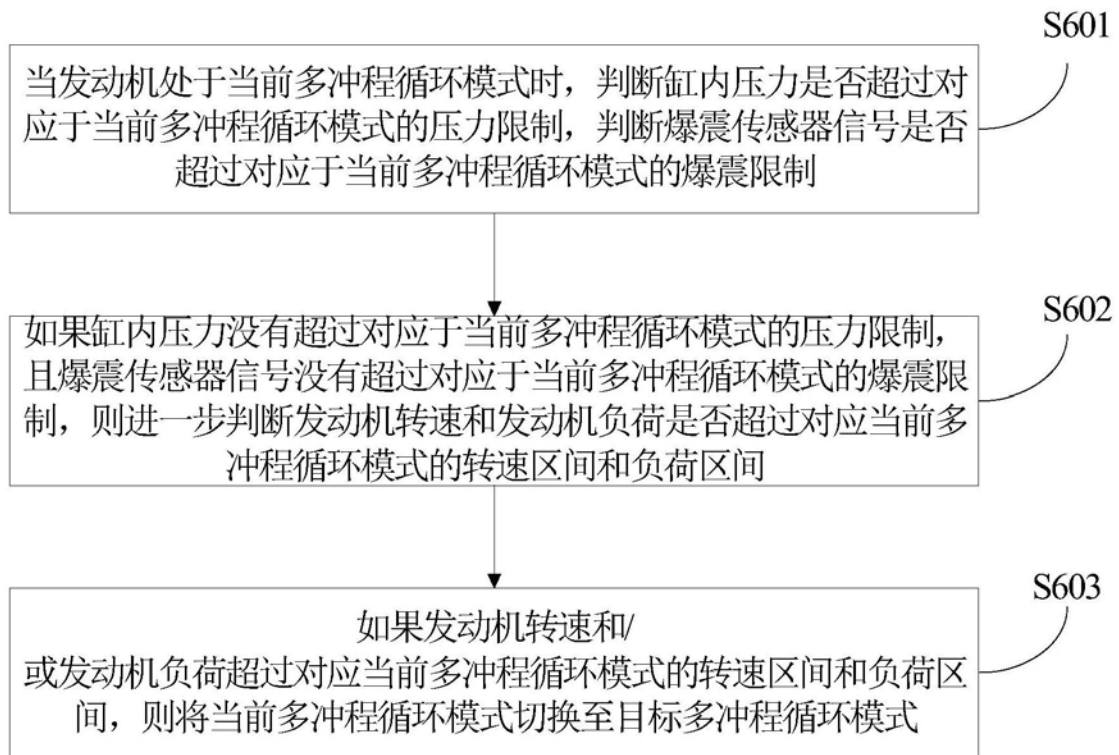 S601
当发动机处于当前多冲程循环模式时，判断缸内压力是否超过对
应于当前多冲程循环模式的压力限制，判断爆震传感器信号是否
超过对应于当前多冲程循环模式的爆震限制
S602
如果缸内压力没有超过对应于当前多冲程循环模式的压力限制，
且爆震传感器信号没有超过对应于当前多冲程循环模式的爆震限
制，则进一步判断发动机转速和发动机负荷是否超过对应当前多
冲程循环模式的转速区间和负荷区间
S603
如果发动机转速和/
或发动机负荷超过对应当前多冲程循环模式的转速区间和负荷区
间，则将当前多冲程循环模式切换至目标多冲程循环模式